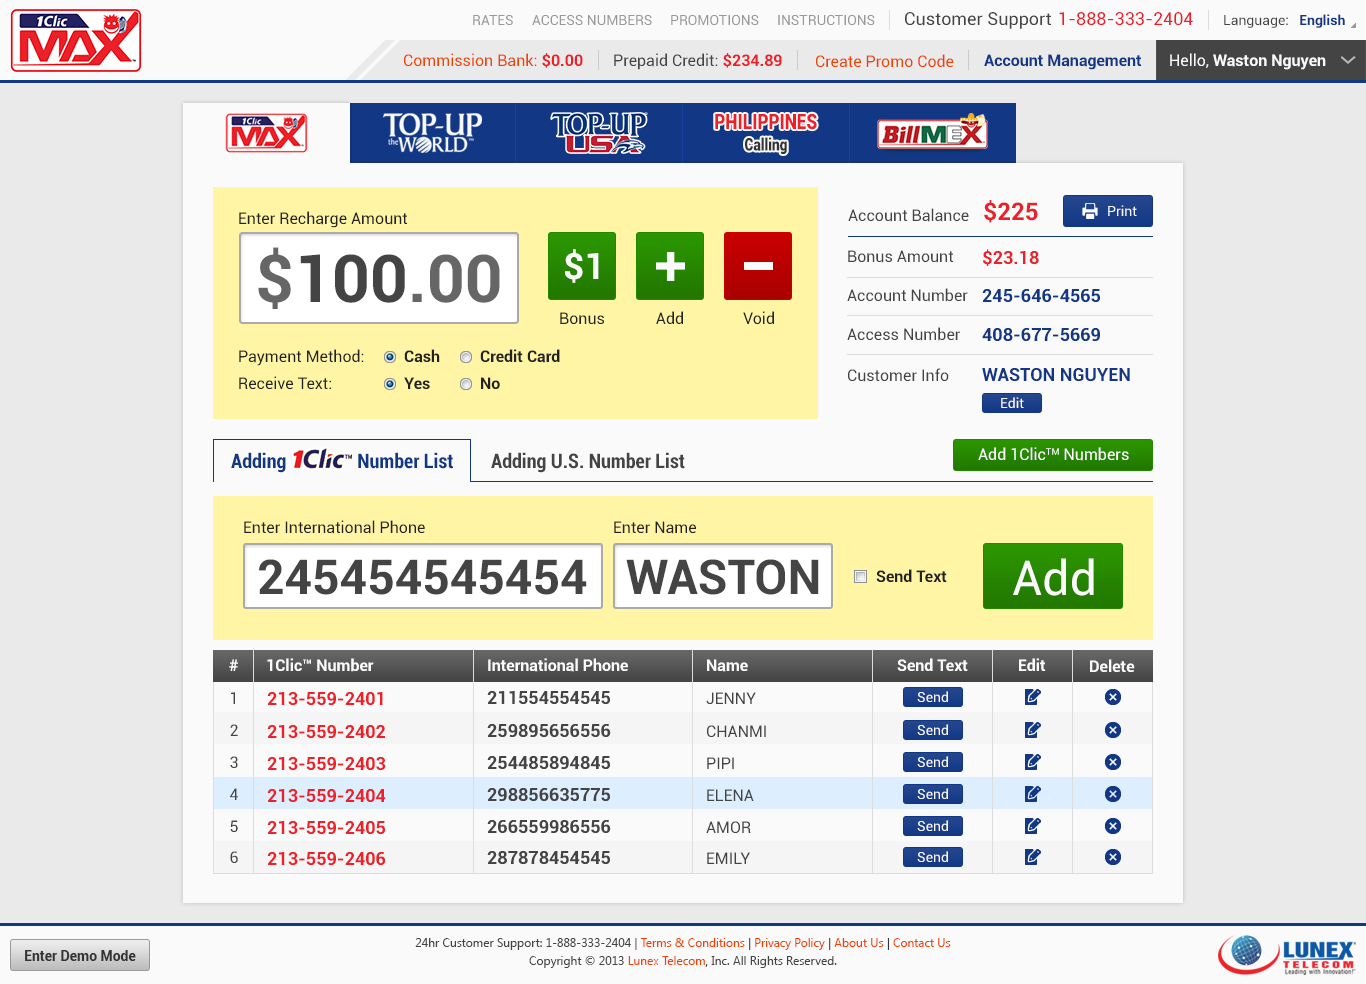 1Clic
MAX
RATES ACCESS NUMBERS PROMOTIONS INSTRUCTIONS Customer Support 1-888-333-2404 Language: English
Commission Bank: $0.00 Prepaid Credit: $234.89 Create Promo Code Account Management Hello, Waston Nguyen
1Clic MAX TOP-UP the WORLD™ TOP-UP USA PHILIPPINES Calling BillMEX
Enter Recharge Amount
$100.00
$1 + −
Bonus Add Void
Payment Method: Cash Credit Card
Receive Text: Yes No
Account Balance $225 Print
Bonus Amount $23.18
Account Number 245-646-4565
Access Number 408-677-5669
Customer Info WASTON NGUYEN
Edit
Adding 1Clic™ Number List Adding U.S. Number List Add 1Clic™ Numbers
Enter International Phone Enter Name
245454545454 WASTON Send Text Add
# 1Clic™ Number International Phone Name Send Text Edit Delete
1 213-559-2401 211554554545 JENNY Send
2 213-559-2402 259895656556 CHANMI Send
3 213-559-2403 254485894845 PIPI Send
4 213-559-2404 298856635775 ELENA Send
5 213-559-2405 266559986556 AMOR Send
6 213-559-2406 287878454545 EMILY Send
Enter Demo Mode
24hr Customer Support: 1-888-333-2404 | Terms & Conditions | Privacy Policy | About Us | Contact Us
Copyright © 2013 Lunex Telecom, Inc. All Rights Reserved.
LUNEX
TELECOM
Leading with Innovation!